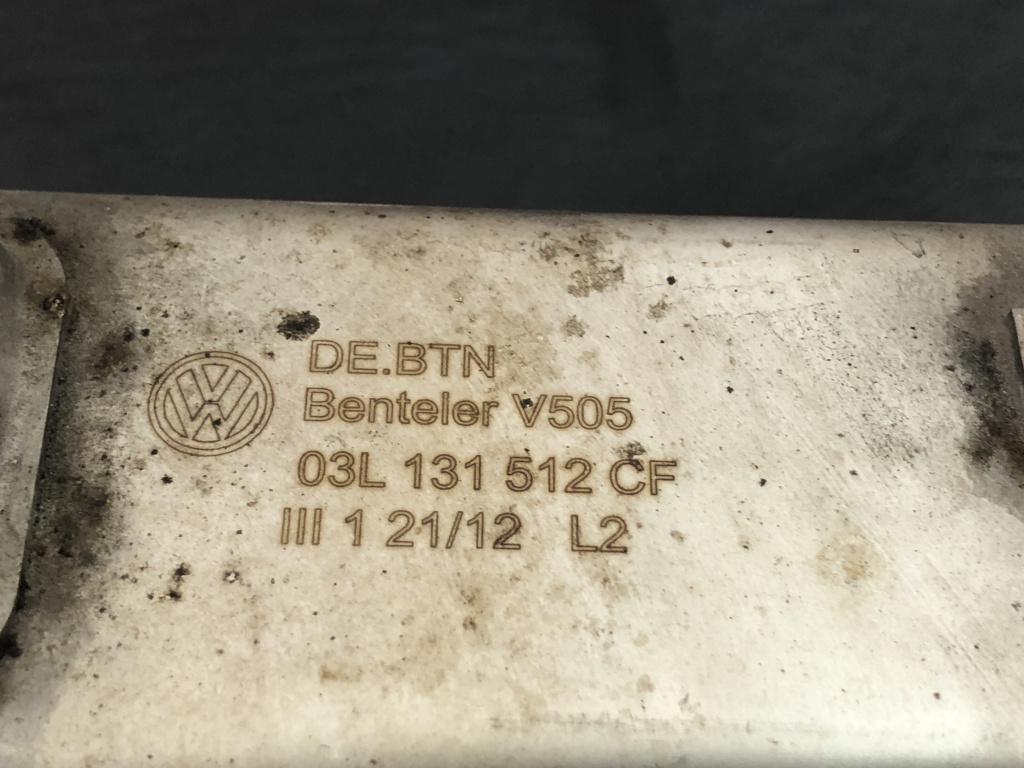 DE.BTN
Benteler V505
03L 131 512 CF
III 1 21/12 L2